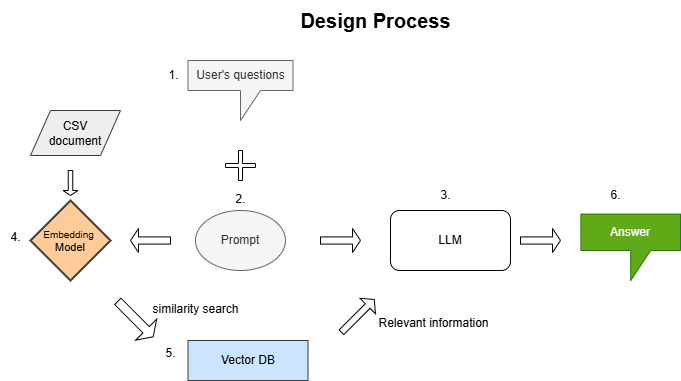 Design Process
1.
User's questions
CSV
document
2.
3.
6.
4.
Embedding
Model
Prompt
LLM
Answer
similarity search
Relevant information
5.
Vector DB